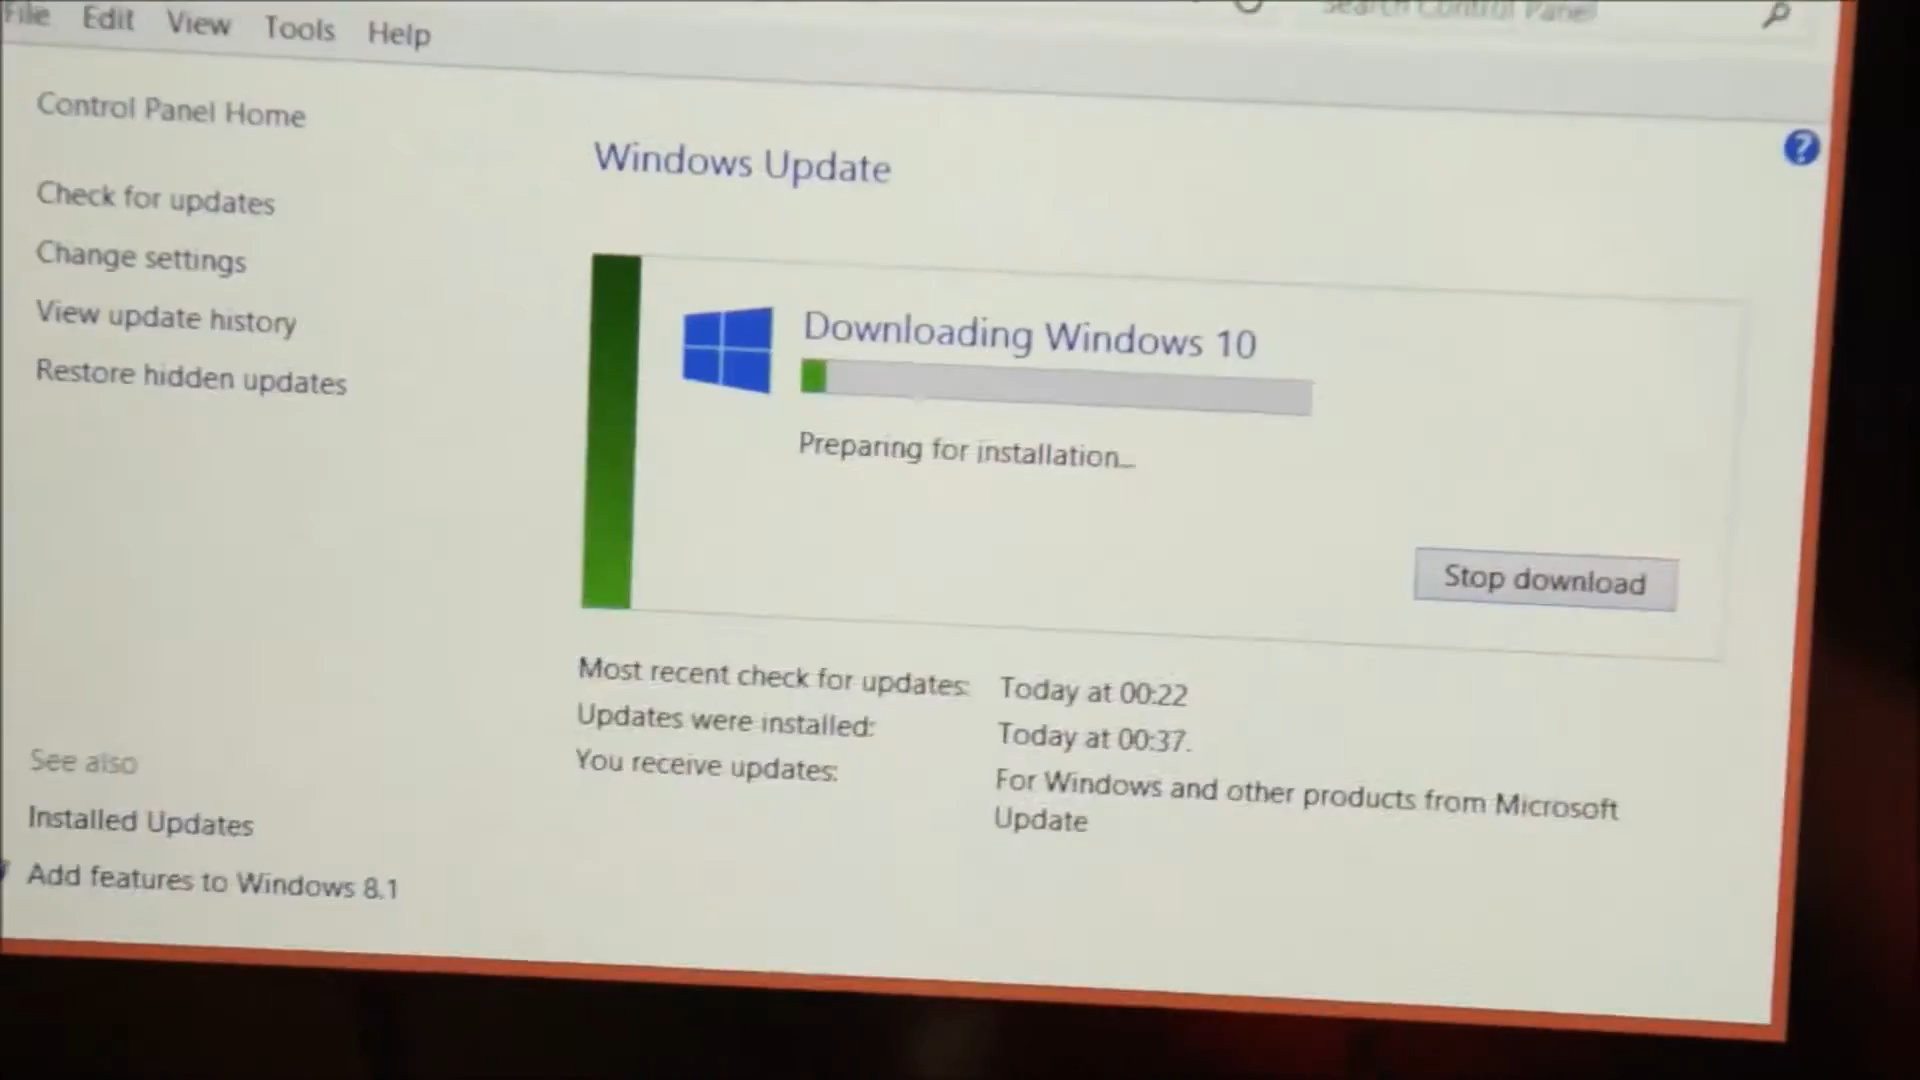 File Edit View Tools Help
Search Control Panel
Control Panel Home
Check for updates
Change settings
View update history
Restore hidden updates
See also
Installed Updates
Add features to Windows 8.1
Windows Update
Downloading Windows 10
Preparing for installation...
Stop download
Most recent check for updates: Today at 00:22
Updates were installed: Today at 00:37.
You receive updates: For Windows and other products from Microsoft
Update